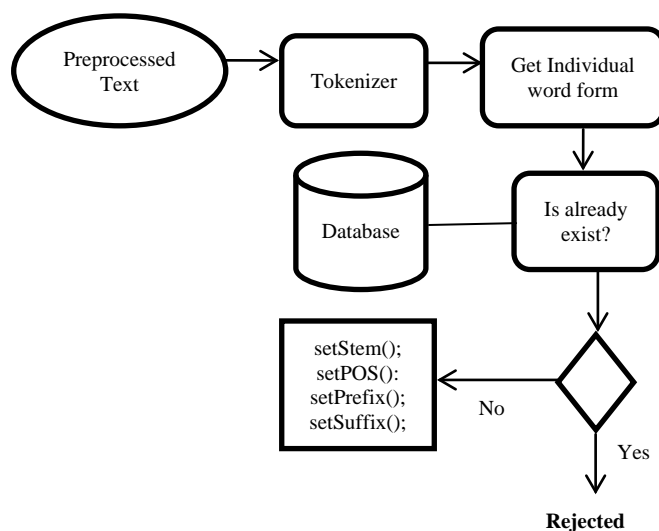 Preprocessed
Text
Tokenizer
Get Individual
word form
Database
Is already
exist?
setStem();
setPOS():
setPrefix();
setSuffix();
No
Yes
Rejected